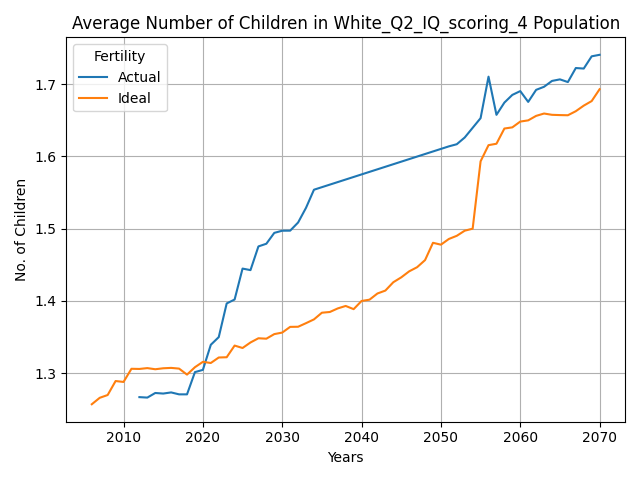 Average Number of Children in White_Q2_IQ_scoring_4 Population
Fertility
Actual
Ideal
No. of Children
1.7
1.6
1.5
1.4
1.3
2010 2020 2030 2040 2050 2060 2070
Years